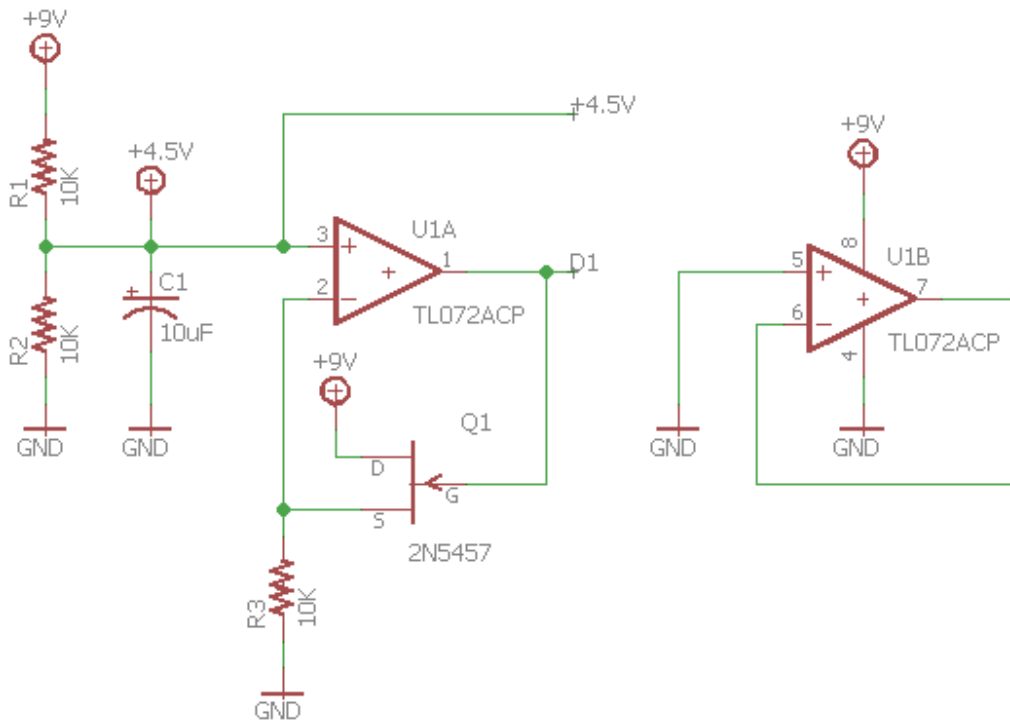 +9V
R1
10K
+4.5V
+4.5V
C1
10uF
R2
10K
GND
GND
3
2
1
U1A
TL072ACP
D1
+9V
Q1
D
G
S
2N5457
R3
10K
GND
+9V
8
U1B
5
6
7
4
TL072ACP
GND
GND